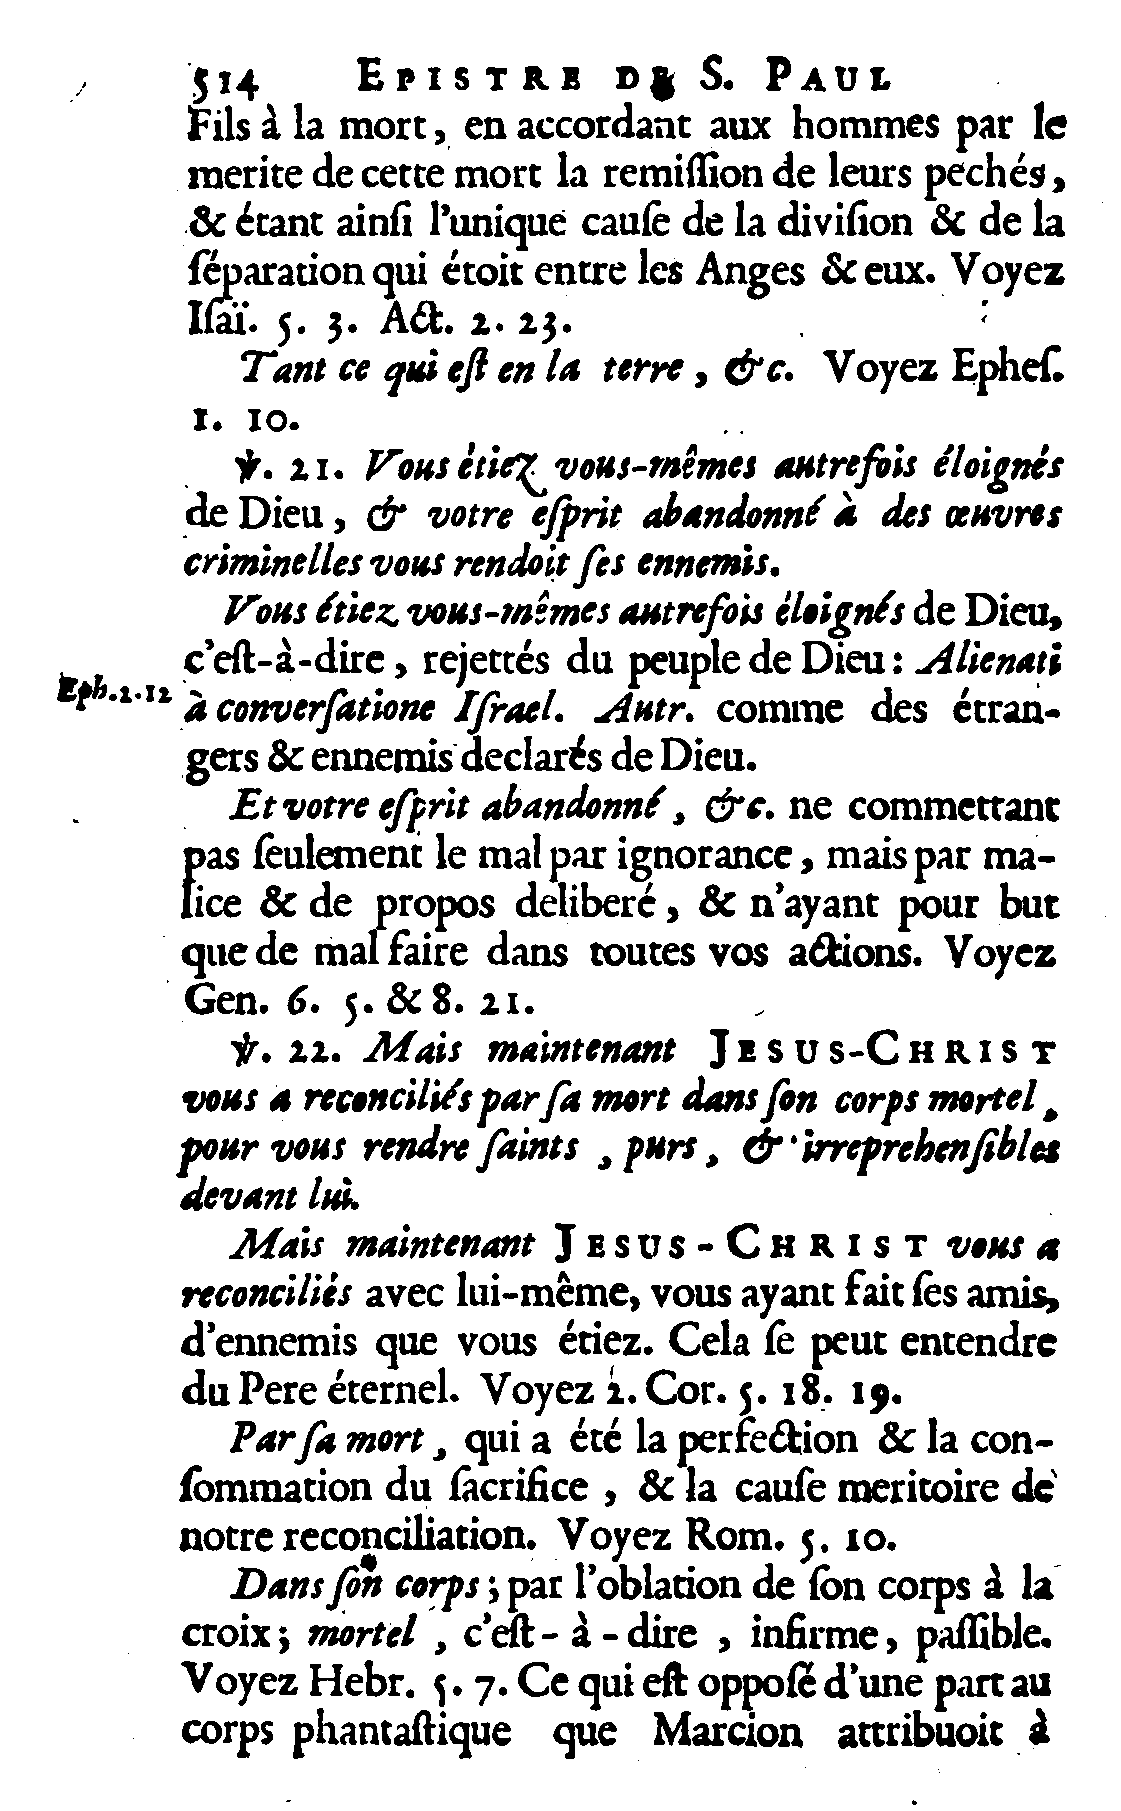 514 EPISTRE DE S. PAUL
Fils à la mort, en accordant aux hommes par le
merite de cette mort la remiſſion de leurs pechés,
& étant ainſi l'unique cauſe de la diviſion & de la
ſéparation qui étoit entre les Anges & eux. Voyez
Iſaï. 5. 3. Act. 2. 23.
Tant ce qui eſt en la terre, &c. Voyez Epheſ.
1. 10.
℣. 21. Vous étiez vous-mêmes autrefois éloignés
de Dieu, & votre eſprit abandonné à des œuvres
criminelles vous rendoit ſes ennemis.
Vous étiez vous-mêmes autrefois éloignés de Dieu,
c'eſt-à-dire, rejettés du peuple de Dieu: Alienati
Eph. 2. 12
à converſatione Iſrael. Autr. comme des étran-
gers & ennemis declarés de Dieu.
Et votre eſprit abandonné, &c. ne commettant
pas ſeulement le mal par ignorance, mais par ma-
lice & de propos deliberé, & n'ayant pour but
que de mal faire dans toutes vos actions. Voyez
Gen. 6. 5. & 8. 21.
℣. 22. Mais maintenant JESUS-CHRIST
vous a reconciliés par ſa mort dans ſon corps mortel,
pour vous rendre ſaints, purs, & irreprehenſibles
devant lui.
Mais maintenant JESUS-CHRIST vous a
reconciliés avec lui-même, vous ayant fait ſes amis,
d'ennemis que vous étiez. Cela ſe peut entendre
du Pere éternel. Voyez 2. Cor. 5. 18. 19.
Par ſa mort, qui a été la perfection & la con-
ſommation du ſacrifice, & la cauſe meritoire de
notre reconciliation. Voyez Rom. 5. 10.
Dans ſon corps; par l'oblation de ſon corps à la
croix; mortel, c'eſt-à-dire, infirme, paſſible.
Voyez Hebr. 5. 7. Ce qui eſt oppoſé d'une part au
corps phantaſtique que Marcion attribuoit à